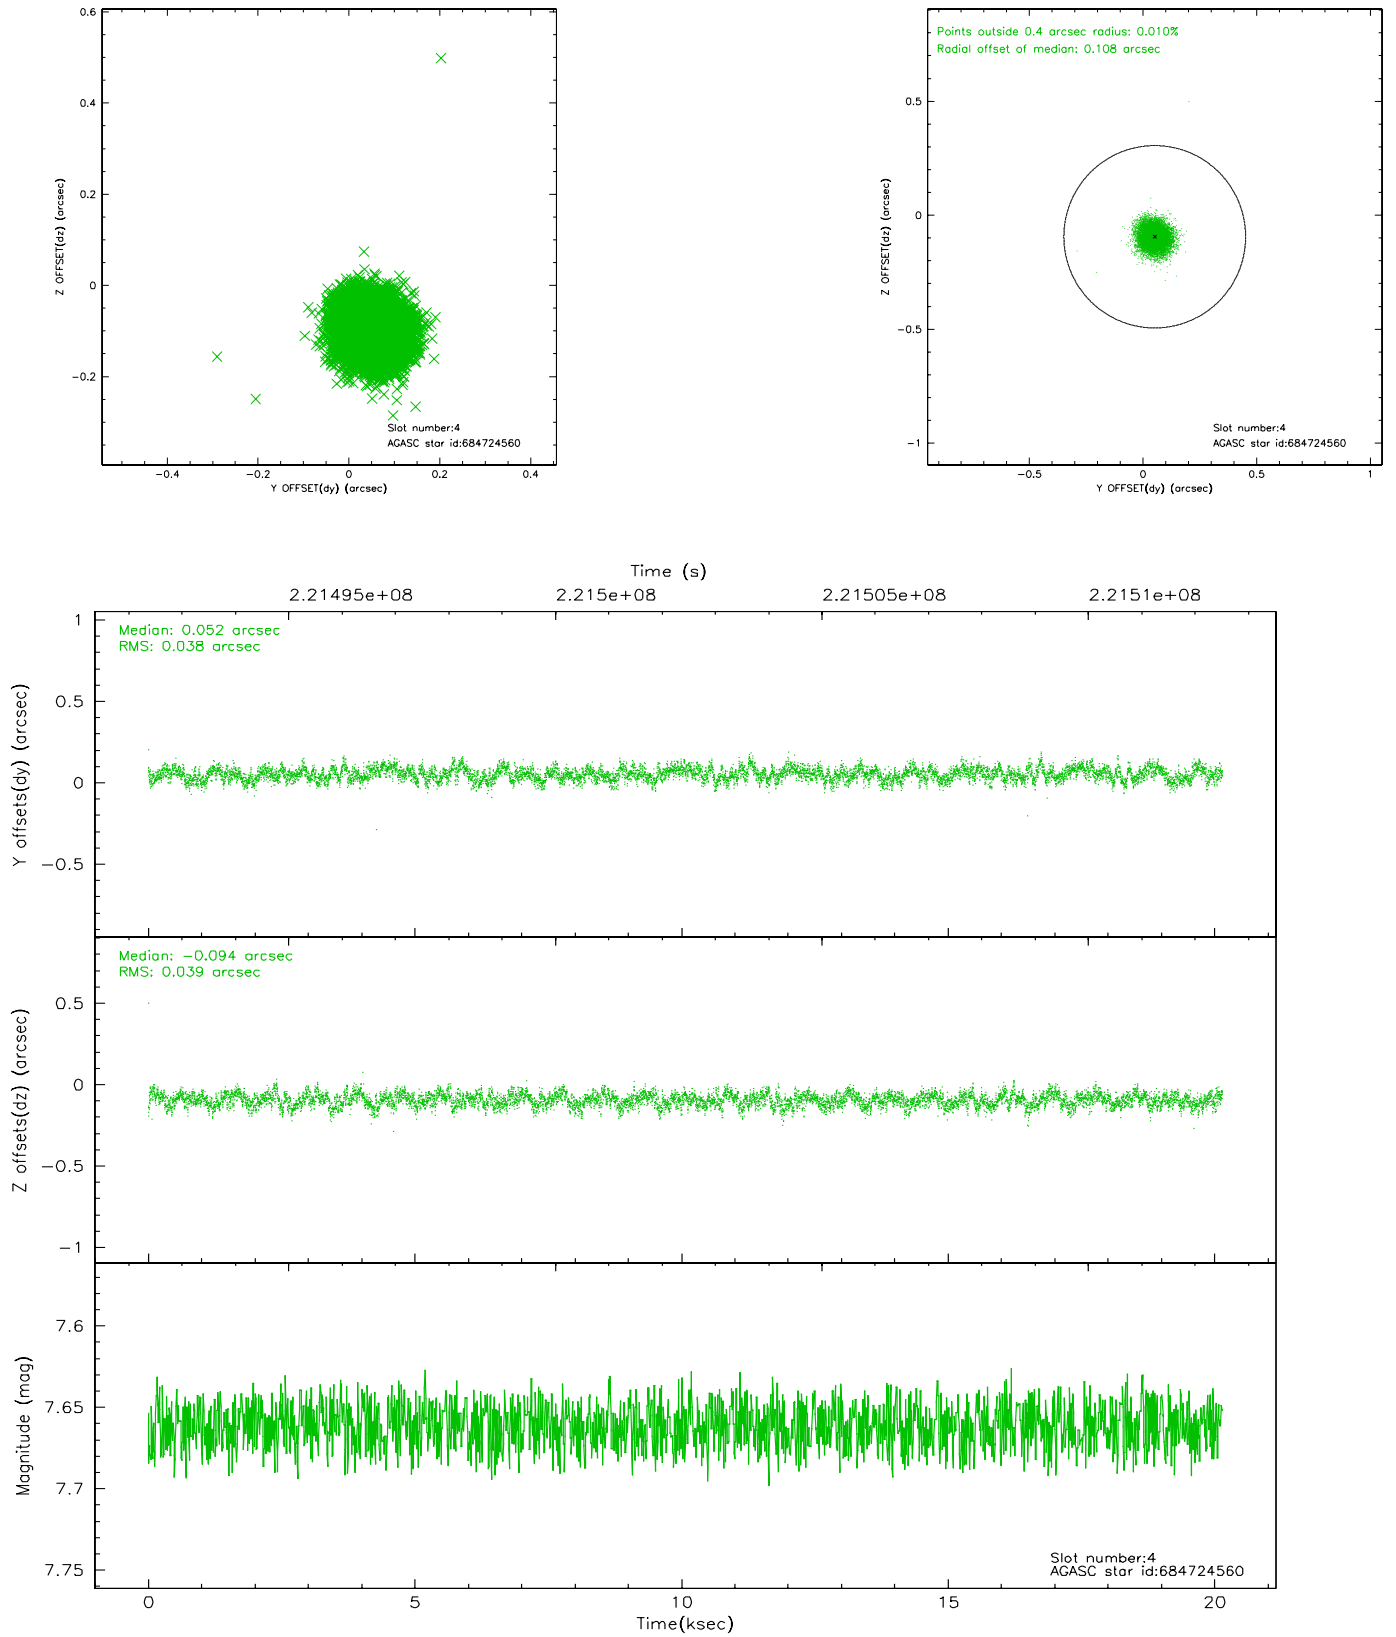 0.6
0.4
0.2
0
−0.2
Z OFFSET(dz) (arcsec)
−0.4
−0.2
0
0.2
0.4
Y OFFSET(dy) (arcsec)
Slot number:4
AGASC star id:684724560
Points outside 0.4 arcsec radius: 0.010%
Radial offset of median: 0.108 arcsec
0.5
0
−0.5
−1
Z OFFSET(dz) (arcsec)
−0.5
0
0.5
1
Y OFFSET(dy) (arcsec)
Slot number:4
AGASC star id:684724560
Time (s)
2.21495e+08
2.215e+08
2.21505e+08
2.2151e+08
Median: 0.052 arcsec
RMS: 0.038 arcsec
1
0.5
0
−0.5
Y offsets(dy) (arcsec)
Median: −0.094 arcsec
RMS: 0.039 arcsec
0.5
0
−0.5
−1
Z offsets(dz) (arcsec)
7.6
7.65
7.7
7.75
Magnitude (mag)
Slot number:4
AGASC star id:684724560
0
5
10
15
20
Time(ksec)